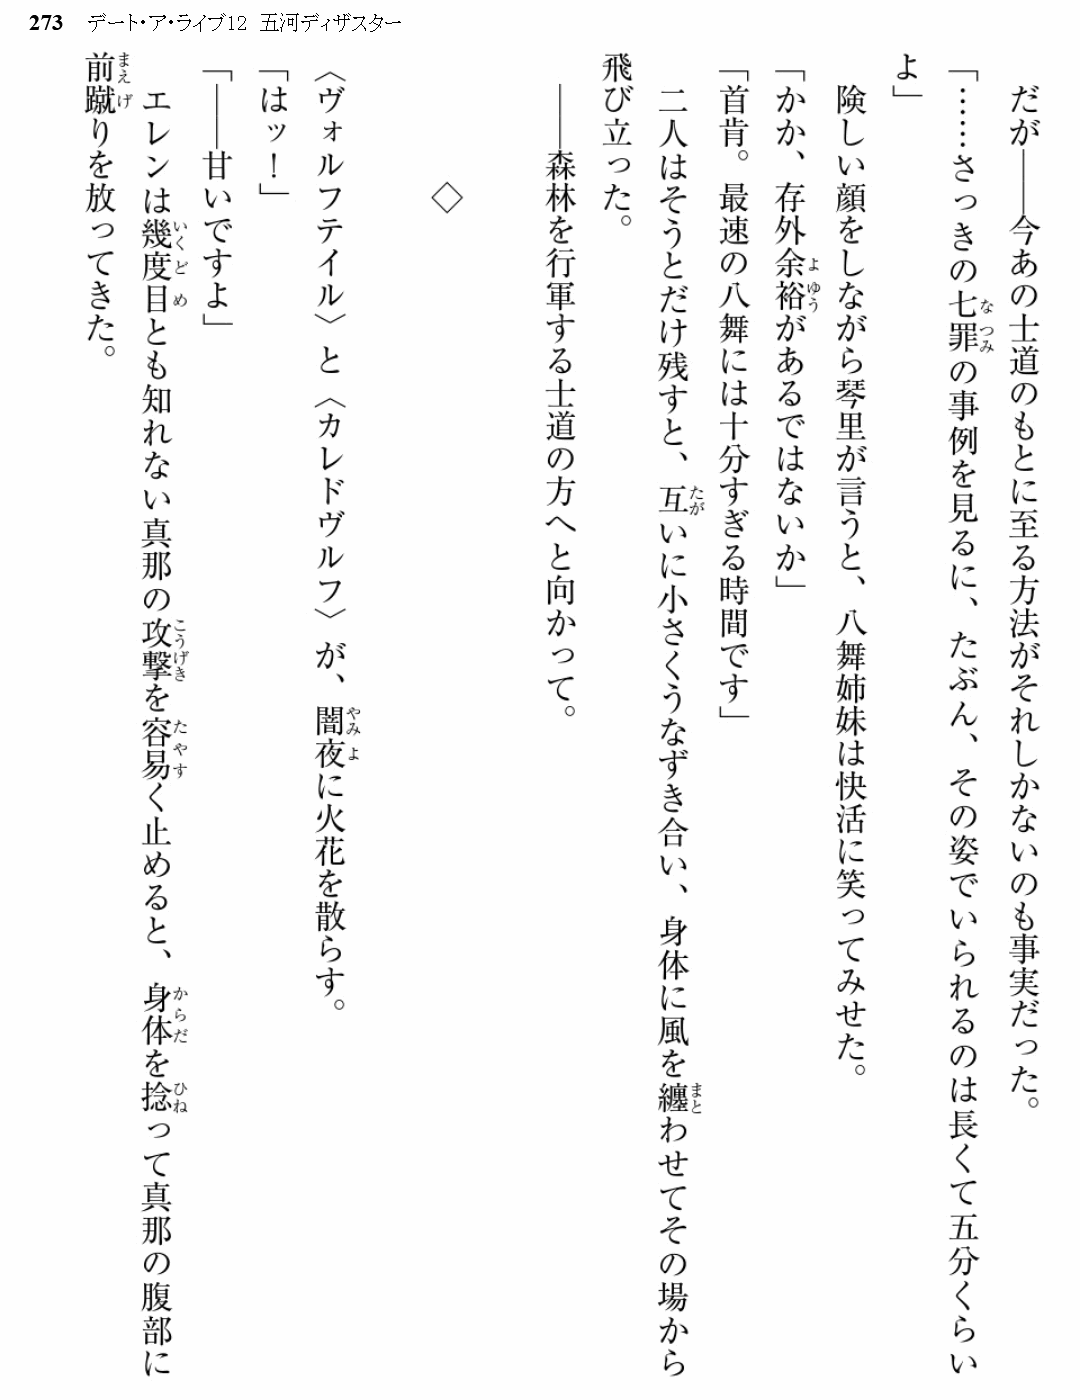 273 デート・ア・ライブ12 五河ディザスター
だが――今あの士道のもとに至る方法がそれしかないのも事実だった。
「……さっきの七罪の事例を見るに、たぶん、その姿でいられるのは長くて五分くらい
よ」
険しい顔をしながら琴里が言うと、八舞姉妹は快活に笑ってみせた。
「かか、存外余裕があるではないか」
「首肯。最速の八舞には十分すぎる時間です」
二人はそうとだけ残すと、互いに小さくうなずき合い、身体に風を纏わせてその場から
飛び立った。
――森林を行軍する士道の方へと向かって。
◇
〈ヴォルフテイル〉と〈カレドヴルフ〉が、闇夜に火花を散らす。
「はッ！」
「――甘いですよ」
エレンは幾度目とも知れない真那の攻撃を容易く止めると、身体を捻って真那の腹部に
前蹴りを放ってきた。